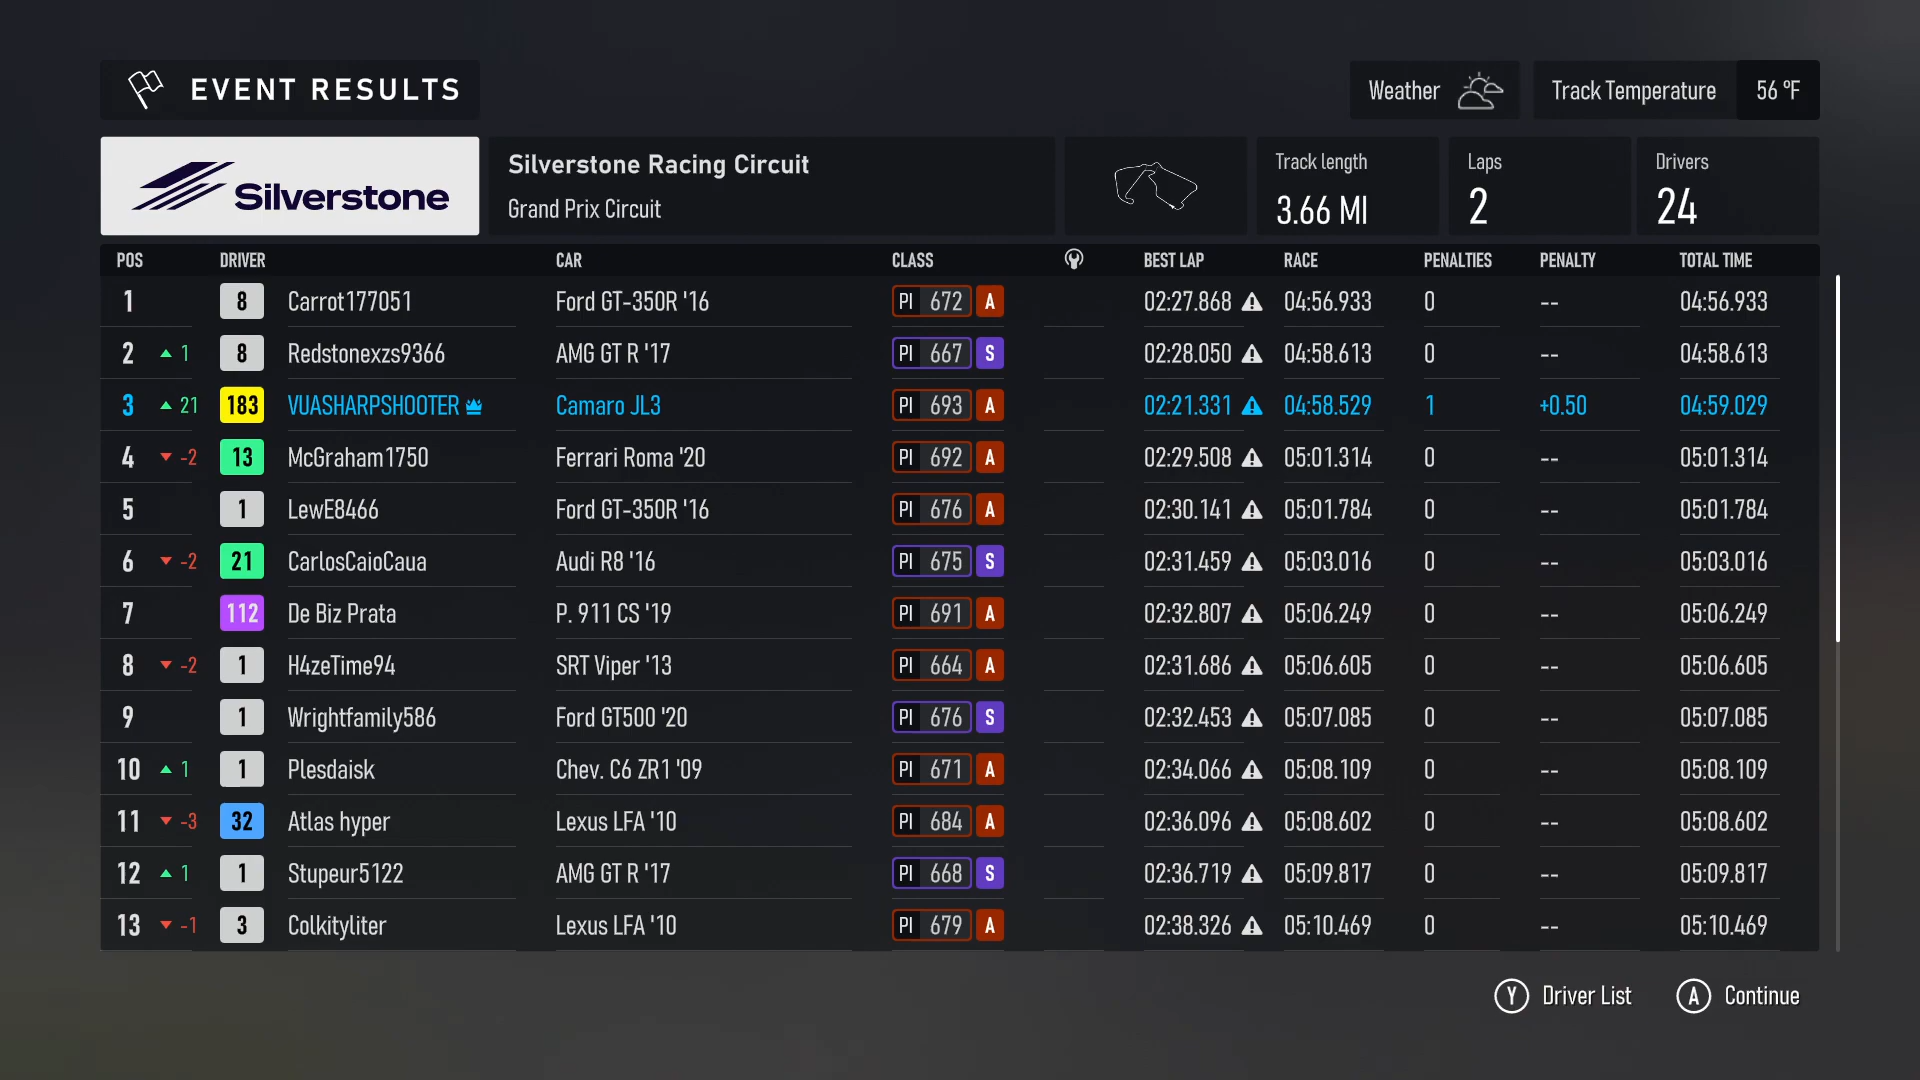 EVENT RESULTS
Weather Track Temperature 56 ºF
Silverstone
Silverstone Racing Circuit
Grand Prix Circuit
Track length
3.66 MI
Laps
2
Drivers
24
POS DRIVER CAR CLASS BEST LAP RACE PENALTIES PENALTY TOTAL TIME
1 8 Carrot177051 Ford GT-350R '16 PI 672 A 02:27.868 04:56.933 0 -- 04:56.933
2 1 8 Redstonexzs9366 AMG GT R '17 PI 667 S 02:28.050 04:58.613 0 -- 04:58.613
3 21 183 VUASHARPSHOOTER Camaro JL3 PI 693 A 02:21.331 04:58.529 1 +0.50 04:59.029
4 -2 13 McGraham1750 Ferrari Roma '20 PI 692 A 02:29.508 05:01.314 0 -- 05:01.314
5 1 LewE8466 Ford GT-350R '16 PI 676 A 02:30.141 05:01.784 0 -- 05:01.784
6 -2 21 CarlosCaioCaua Audi R8 '16 PI 675 S 02:31.459 05:03.016 0 -- 05:03.016
7 112 De Biz Prata P. 911 CS '19 PI 691 A 02:32.807 05:06.249 0 -- 05:06.249
8 -2 1 H4zeTime94 SRT Viper '13 PI 664 A 02:31.686 05:06.605 0 -- 05:06.605
9 1 Wrightfamily586 Ford GT500 '20 PI 676 S 02:32.453 05:07.085 0 -- 05:07.085
10 1 1 Plesdaisk Chev. C6 ZR1 '09 PI 671 A 02:34.066 05:08.109 0 -- 05:08.109
11 -3 32 Atlas hyper Lexus LFA '10 PI 684 A 02:36.096 05:08.602 0 -- 05:08.602
12 1 1 Stupeur5122 AMG GT R '17 PI 668 S 02:36.719 05:09.817 0 -- 05:09.817
13 -1 3 Colkityliter Lexus LFA '10 PI 679 A 02:38.326 05:10.469 0 -- 05:10.469
Y Driver List A Continue